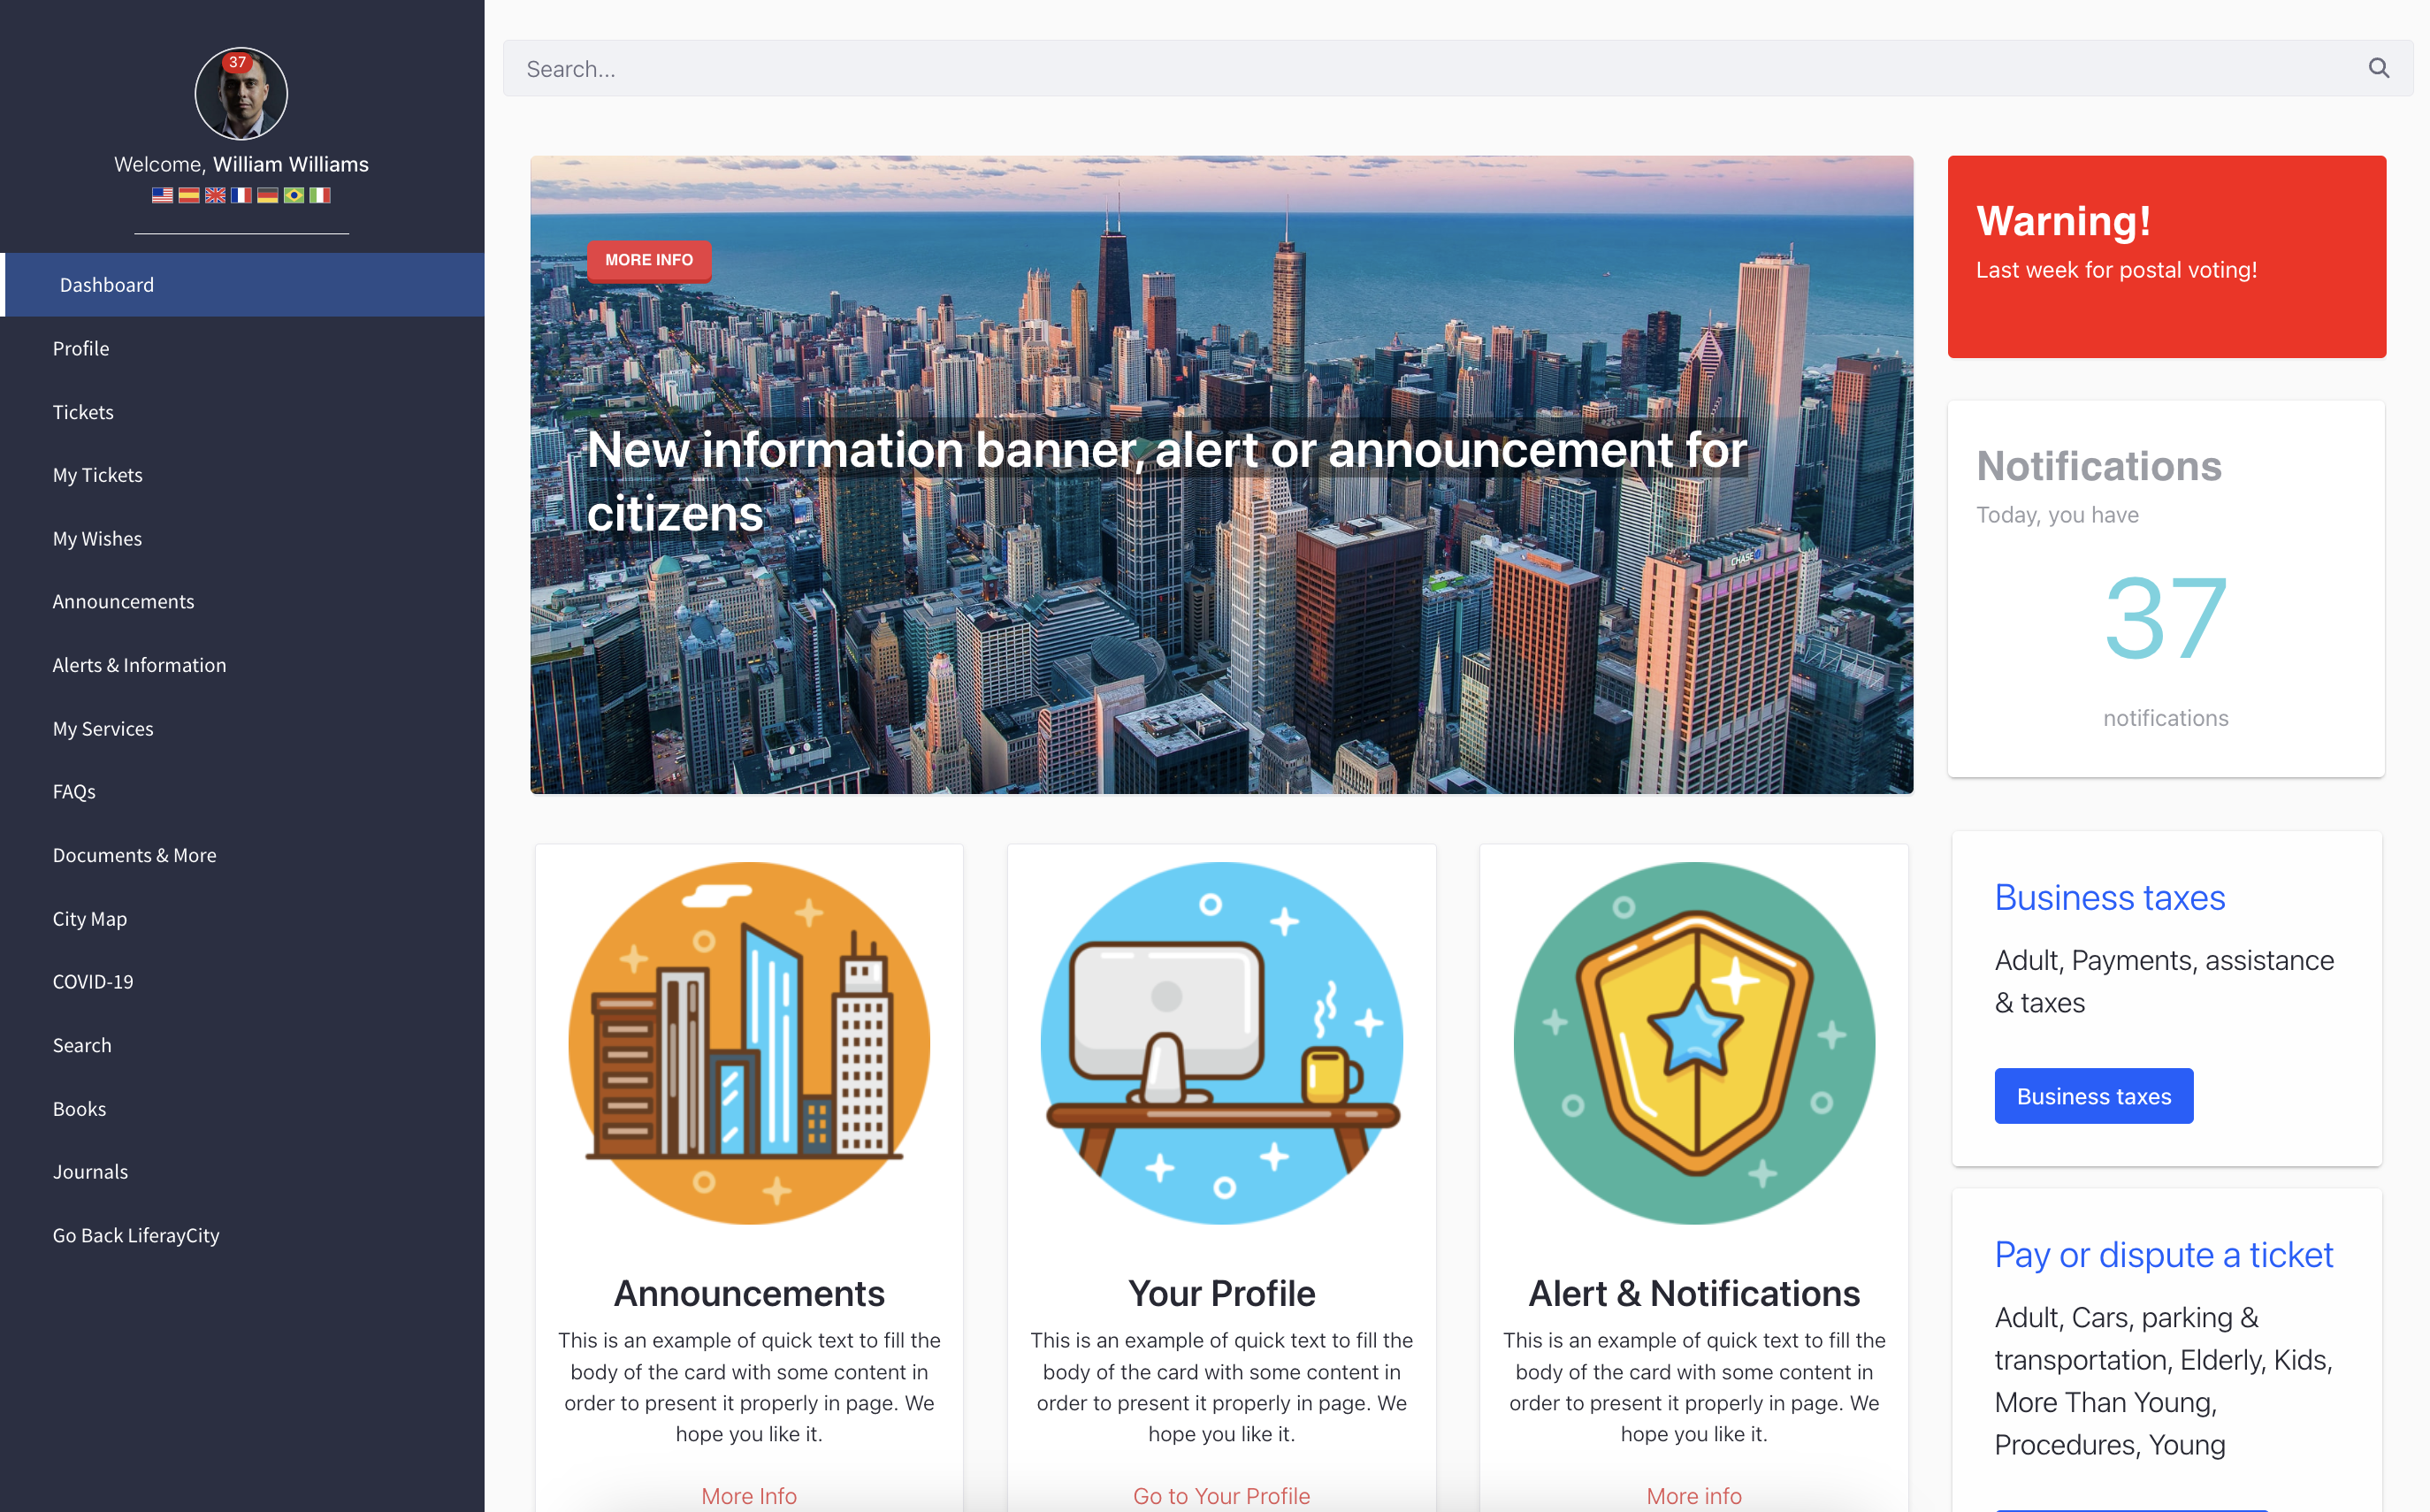 37
Welcome, William Williams
Dashboard
Profile
Tickets
My Tickets
My Wishes
Announcements
Alerts & Information
My Services
FAQs
Documents & More
City Map
COVID-19
Search
Books
Journals
Go Back LiferayCity
Search...
MORE INFO
New information banner, alert or announcement for
citizens
CHASE
Warning!
Last week for postal voting!
Notifications
Today, you have
37
notifications
Announcements
This is an example of quick text to fill the
body of the card with some content in
order to present it properly in page. We
hope you like it.
More Info
Your Profile
This is an example of quick text to fill the
body of the card with some content in
order to present it properly in page. We
hope you like it.
Go to Your Profile
Alert & Notifications
This is an example of quick text to fill the
body of the card with some content in
order to present it properly in page. We
hope you like it.
More info
Business taxes
Adult, Payments, assistance
& taxes
Business taxes
Pay or dispute a ticket
Adult, Cars, parking &
transportation, Elderly, Kids,
More Than Young,
Procedures, Young